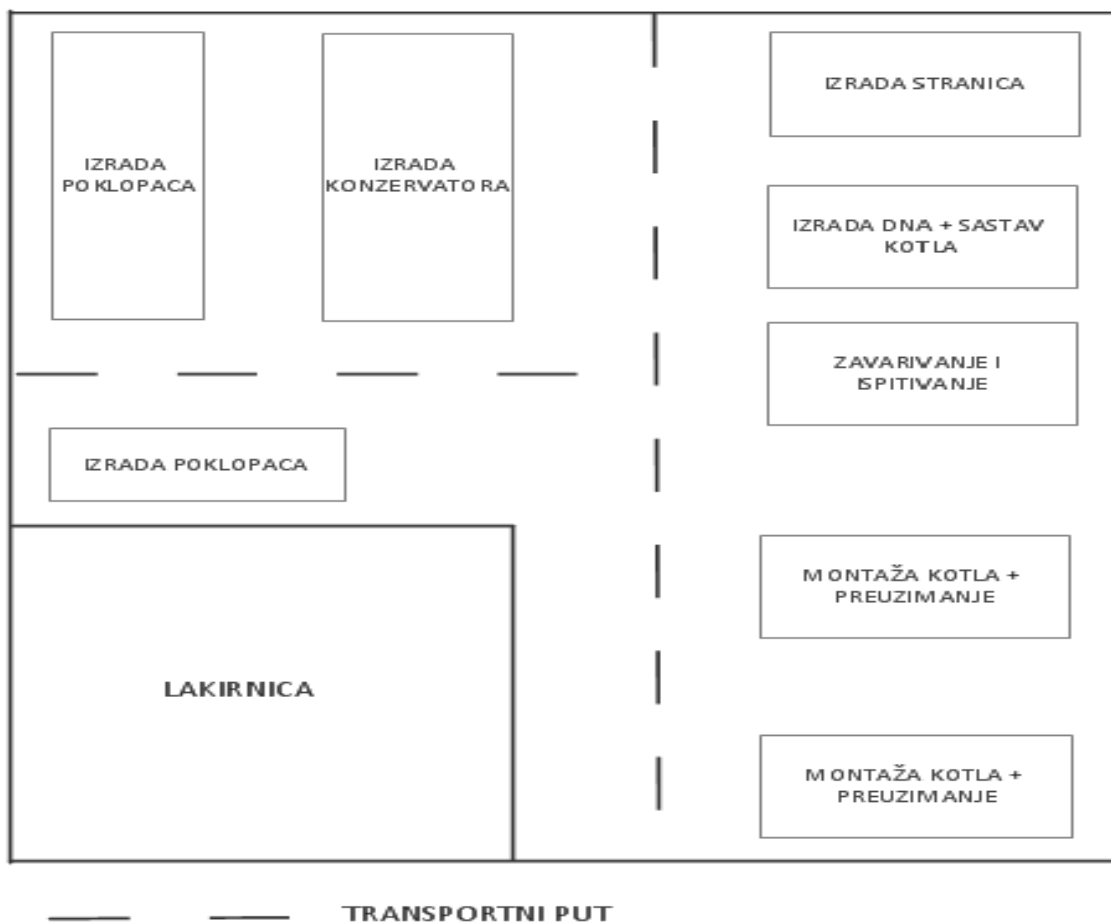 IZRADA
POKLOPACA
IZRADA
KONZERVATORA
IZRADA STRANICA
IZRADA DNA + SASTAV
KOTLA
ZAVARIVANJE I
ISPITIVANJE
IZRADA POKLOPACA
MONTAŽA KOTLA +
PREUZIMANJE
LAKIRNICA
MONTAŽA KOTLA +
PREUZIMANJE
TRANSPORTNI PUT